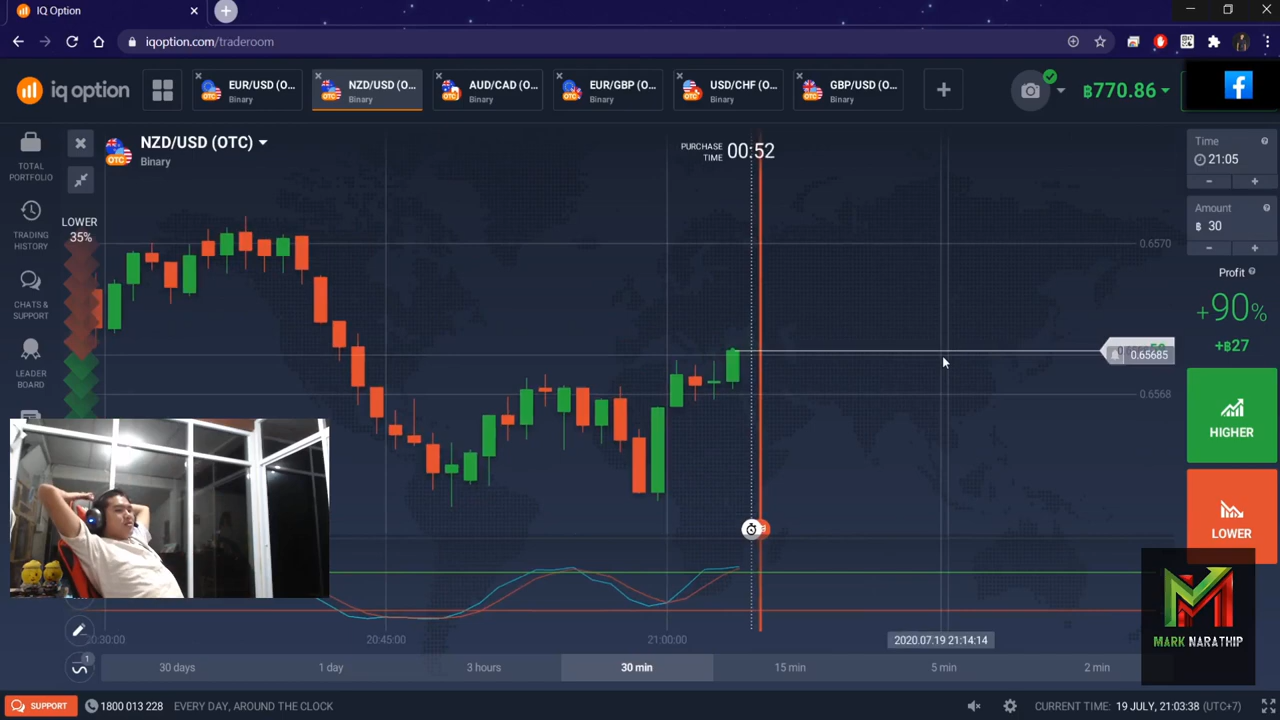 IQ Option
iqoption.com/traderoom
iq option
EUR/USD (O...
Binary
NZD/USD (O...
Binary
AUD/CAD (O...
Binary
EUR/GBP (O...
Binary
USD/CHF (O...
Binary
GBP/USD (O...
Binary
฿770.86
TOTAL
PORTFOLIO
TRADING
HISTORY
CHATS &
SUPPORT
LEADER
BOARD
NZD/USD (OTC)
OTC
Binary
LOWER
35%
PURCHASE
TIME
00:52
0.6570
0.65685
0.6568
Time
21:05
Amount
฿ 30
Profit
+90%
+฿27
HIGHER
LOWER
MARK NARATHIP
20:30:00
20:45:00
21:00:00
2020.07.19 21:14:14
30 days
1 day
3 hours
30 min
15 min
5 min
2 min
SUPPORT
1800 013 228
EVERY DAY, AROUND THE CLOCK
CURRENT TIME: 19 JULY, 21:03:38 (UTC+7)